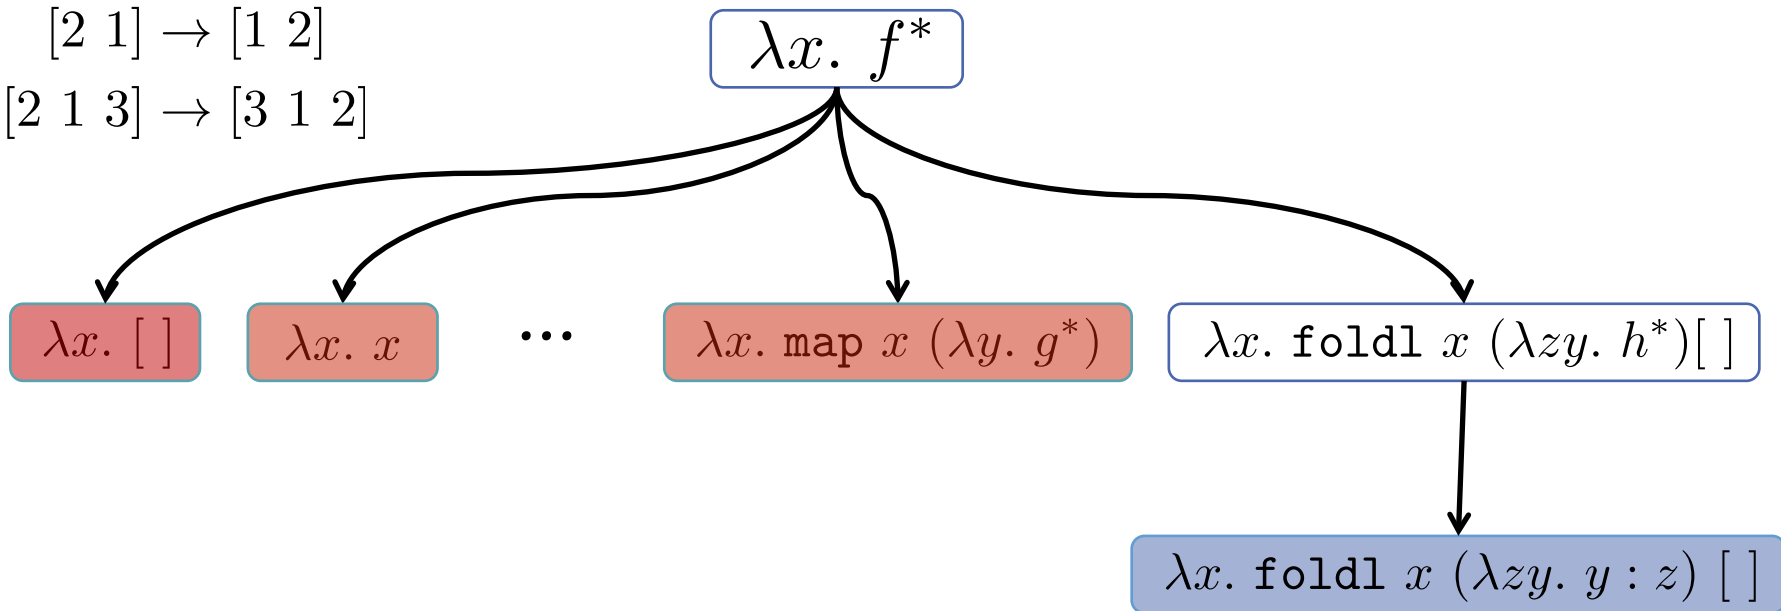 [2 1] → [1 2]
[2 1 3] → [3 1 2]
λx. f*
λx. [ ]
λx. x
...
λx. map x (λy. g*)
λx. foldl x (λzy. h*)[ ]
λx. foldl x (λzy. y : z) [ ]